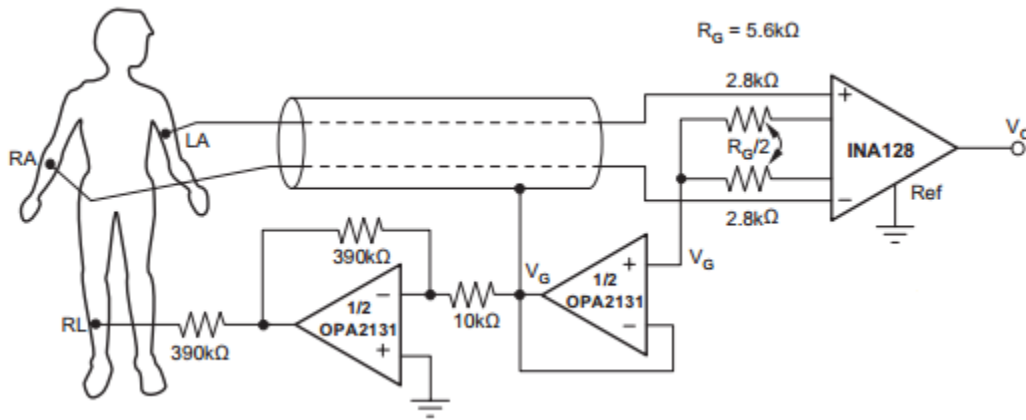 R_G = 5.6kΩ
2.8kΩ
LA
RA
R_G/2
INA128
V_O
Ref
2.8kΩ
390kΩ
V_G
V_G
1/2
OPA2131
10kΩ
1/2
OPA2131
RL
390kΩ
+
−
+
−
−
+